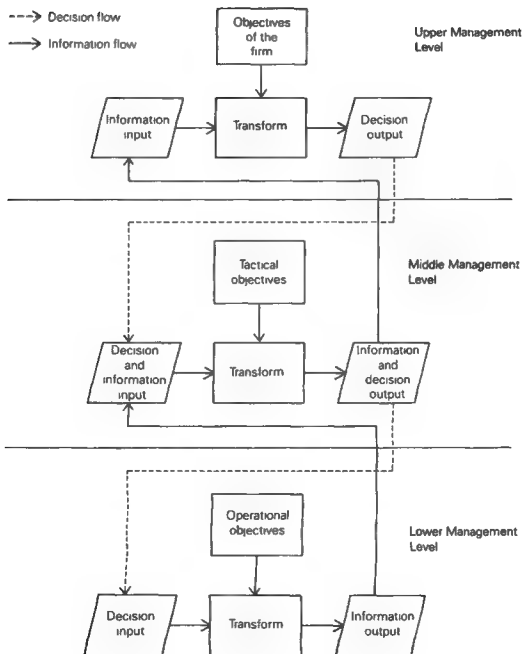 Decision flow
Information flow
Objectives
of the
firm
Upper Management
Level
Information
input
Transform
Decision
output
Tactical
objectives
Middle Management
Level
Decision
and
information
input
Transform
Information
and
decision
output
Operational
objectives
Lower Management
Level
Decision
input
Transform
Information
output